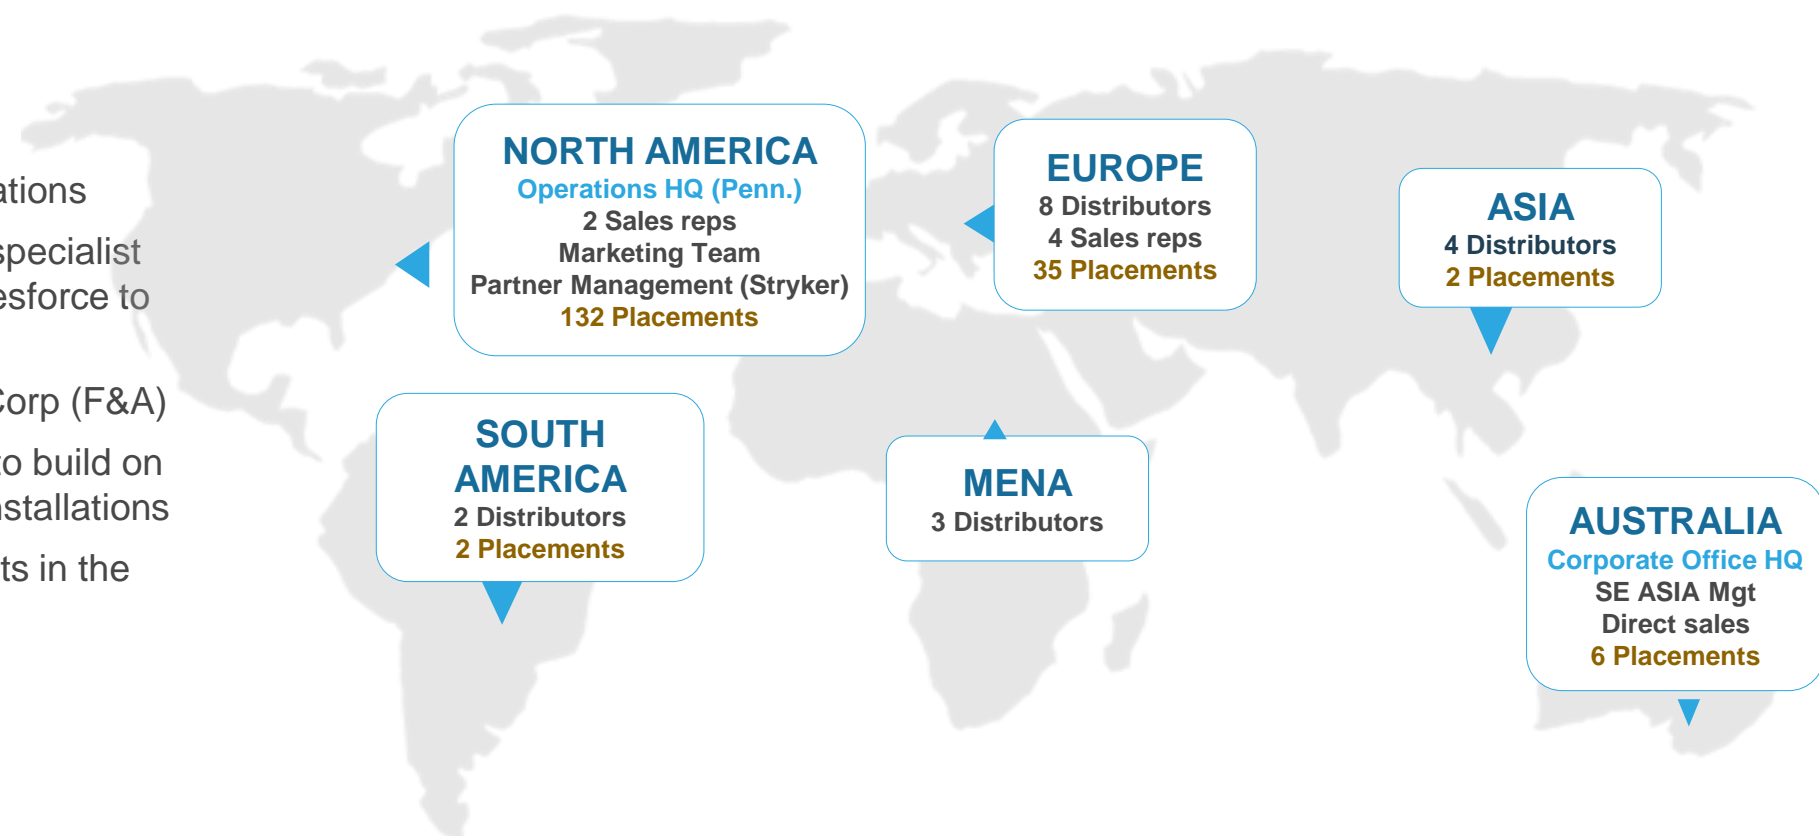 ations
specialist
esforce to
Corp (F&A)
to build on
nstallations
ts in the
NORTH AMERICA
Operations HQ (Penn.)
2 Sales reps
Marketing Team
Partner Management (Stryker)
132 Placements
EUROPE
8 Distributors
4 Sales reps
35 Placements
ASIA
4 Distributors
2 Placements
SOUTH
AMERICA
2 Distributors
2 Placements
MENA
3 Distributors
AUSTRALIA
Corporate Office HQ
SE ASIA Mgt
Direct sales
6 Placements